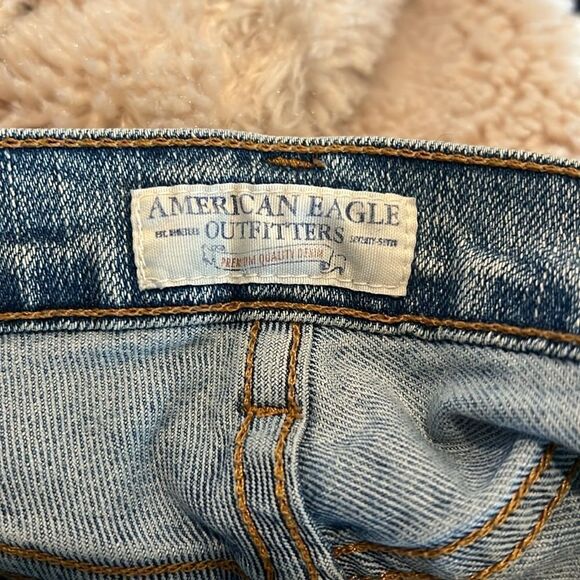 AMERICAN EAGLE
OUTFITTERS
EST. NINETEEN SEVENTY-SEVEN
PREMIUM QUALITY DENIM